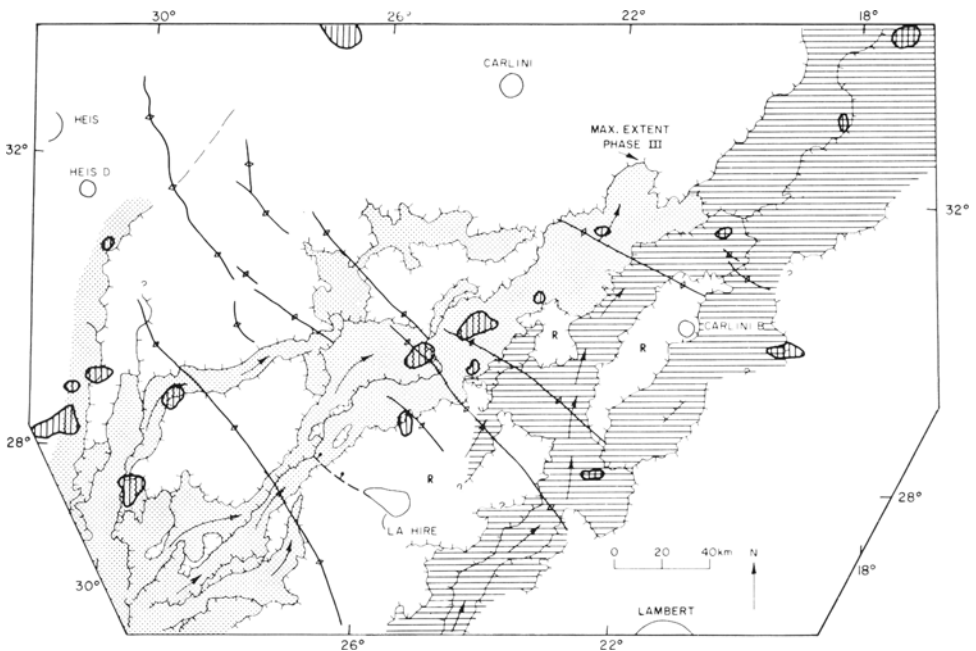 30°
26°
22°
18°
CARLINI
HEIS
MAX. EXTENT
PHASE III
32°
HEIS D
32°
?
?
CARLINI B
R
R
?
28°
R
?
?
28°
LA HIRE
0 20 40km
N
30°
18°
LAMBERT
26°
22°